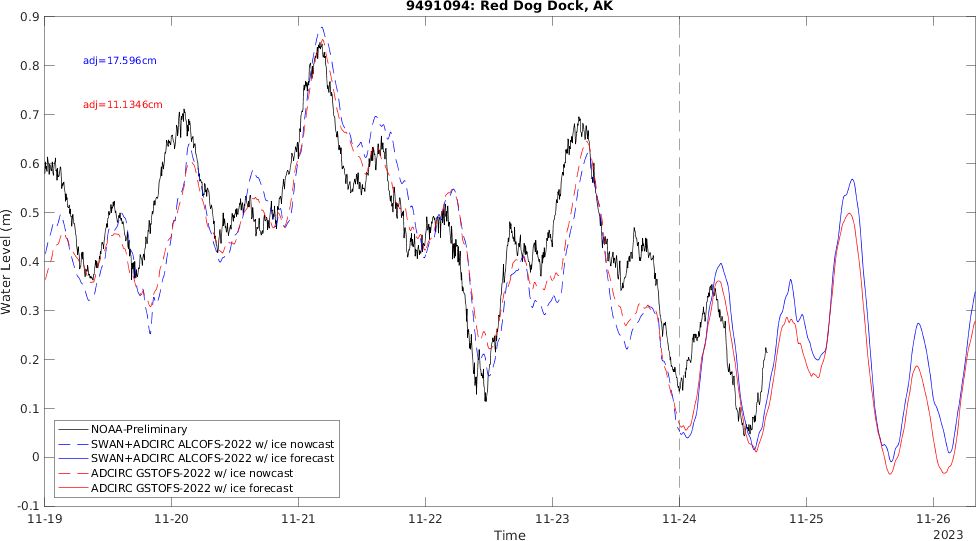 9491094: Red Dog Dock, AK
adj=17.596cm
adj=11.1346cm
Water Level (m)
0.9
0.8
0.7
0.6
0.5
0.4
0.3
0.2
0.1
0
-0.1
NOAA-Preliminary
SWAN+ADCIRC ALCOFS-2022 w/ ice nowcast
SWAN+ADCIRC ALCOFS-2022 w/ ice forecast
ADCIRC GSTOFS-2022 w/ ice nowcast
ADCIRC GSTOFS-2022 w/ ice forecast
11-19 11-20 11-21 11-22 11-23 11-24 11-25 11-26
Time
2023